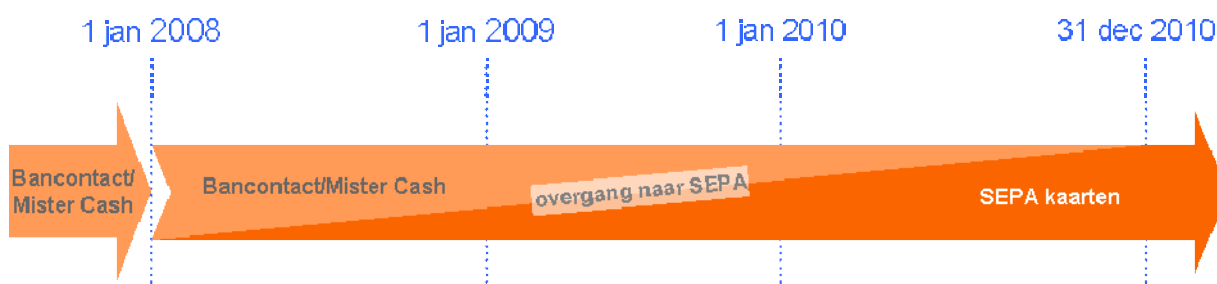 1 jan 2008
1 jan 2009
1 jan 2010
31 dec 2010
Bancontact/
Mister Cash
Bancontact/Mister Cash
overgang naar SEPA
SEPA kaarten